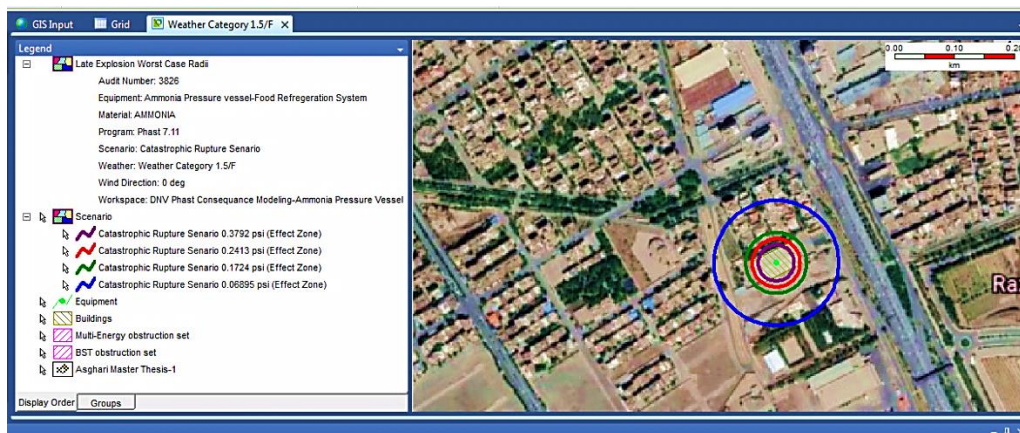 GIS Input
Grid
Weather Category 1.5/F
Legend
Late Explosion Worst Case Radii
Audit Number: 3826
Equipment: Ammonia Pressure vessel-Food Refregeration System
Material: AMMONIA
Program: Phast 7.11
Scenario: Catastrophic Rupture Senario
Weather: Weather Category 1.5/F
Wind Direction: 0 deg
Workspace: DNV Phast Consequance Modeling-Ammonia Pressure Vessel
Scenario
Catastrophic Rupture Senario 0.3792 psi (Effect Zone)
Catastrophic Rupture Senario 0.2413 psi (Effect Zone)
Catastrophic Rupture Senario 0.1724 psi (Effect Zone)
Catastrophic Rupture Senario 0.06895 psi (Effect Zone)
Equipment
Buildings
Multi-Energy obstruction set
BST obstruction set
Asghari Master Thesis-1
Display Order
Groups
0.00 0.10 0.20
km
Ra